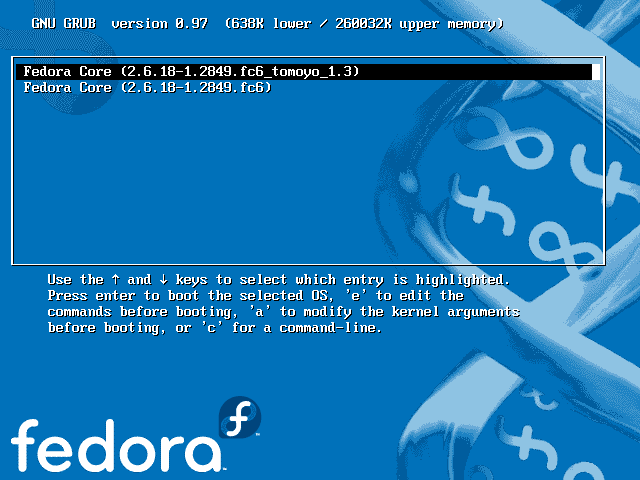 GNU GRUB  version 0.97  (638K lower / 260032K upper memory)
Fedora Core (2.6.18-1.2849.fc6_tomoyo_1.3)
Fedora Core (2.6.18-1.2849.fc6)
Use the ↑ and ↓ keys to select which entry is highlighted.
Press enter to boot the selected OS, 'e' to edit the
commands before booting, 'a' to modify the kernel arguments
before booting, or 'c' for a command-line.
fedora™